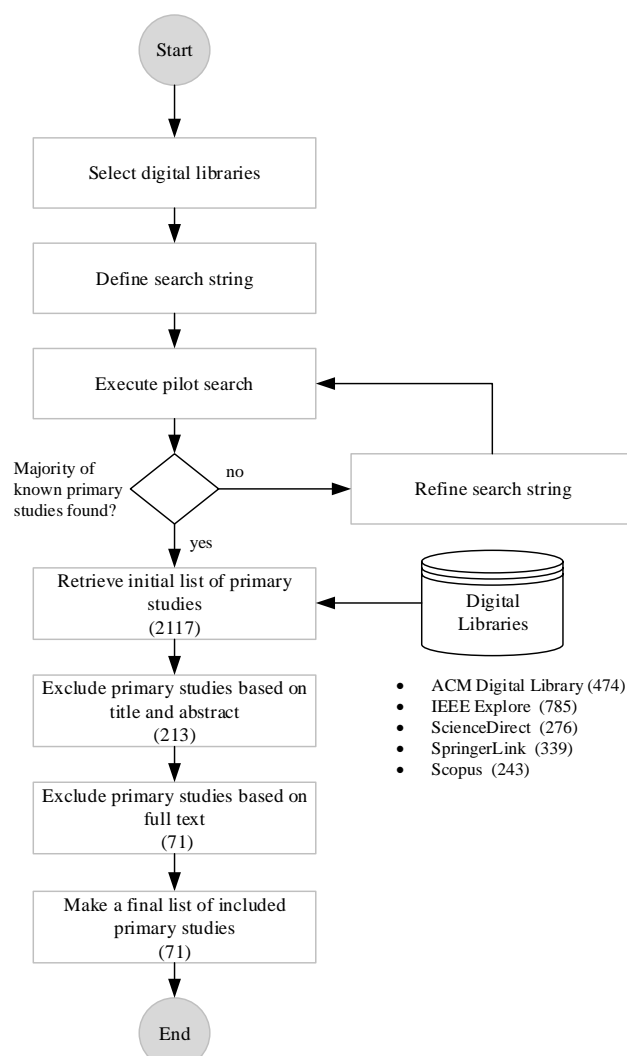 Start
Select digital libraries
Define search string
Execute pilot search
Majority of
known primary
studies found?
no
Refine search string
yes
Retrieve initial list of primary
studies
(2117)
Digital
Libraries
• ACM Digital Library (474)
• IEEE Explore (785)
• ScienceDirect (276)
• SpringerLink (339)
• Scopus (243)
Exclude primary studies based on
title and abstract
(213)
Exclude primary studies based on
full text
(71)
Make a final list of included
primary studies
(71)
End